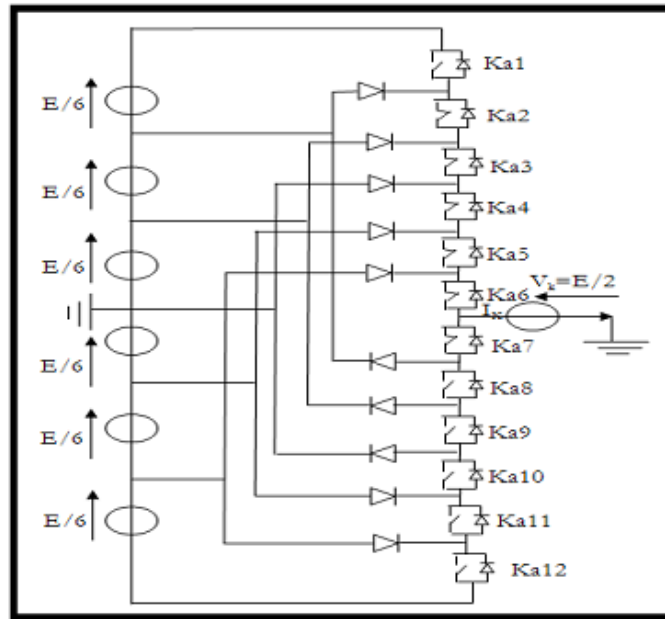 Ka1
E/6
Ka2
Ka3
E/6
Ka4
Ka5
E/6
Ka6
Vk=E/2
Ik
Ka7
E/6
Ka8
Ka9
E/6
Ka10
E/6
Ka11
Ka12